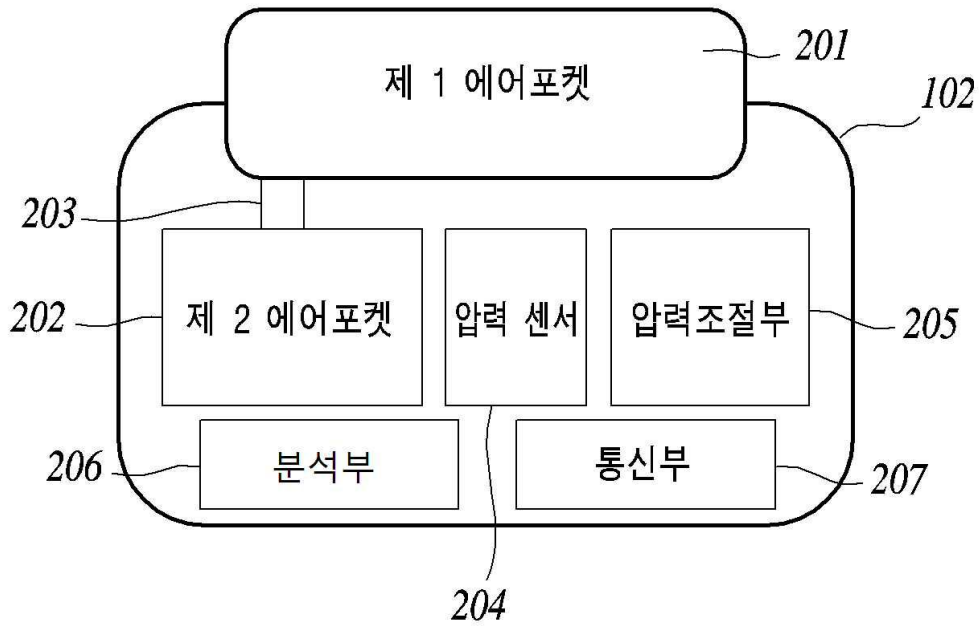 제 1 에어포켓
201
102
203
202
제 2 에어포켓
압력 센서
압력조절부
205
206
분석부
통신부
207
204